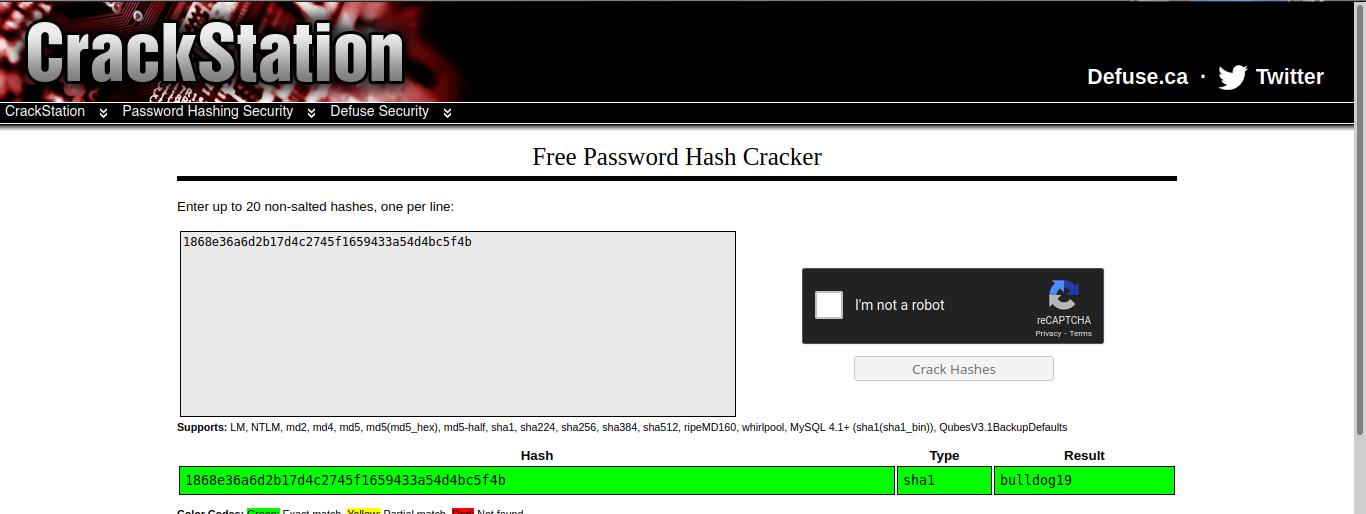 CrackStation
Defuse.ca · Twitter
CrackStation Password Hashing Security Defuse Security
Free Password Hash Cracker
Enter up to 20 non-salted hashes, one per line:
1868e36a6d2b17d4c2745f1659433a54d4bc5f4b
I'm not a robot
reCAPTCHA
Privacy - Terms
Crack Hashes
Supports: LM, NTLM, md2, md4, md5, md5(md5_hex), md5-half, sha1, sha224, sha256, sha384, sha512, ripeMD160, whirlpool, MySQL 4.1+ (sha1(sha1_bin)), QubesV3.1BackupDefaults
Hash Type Result
1868e36a6d2b17d4c2745f1659433a54d4bc5f4b sha1 bulldog19
Color Codes: Green: Exact match, Yellow: Partial match, Red: Not found.